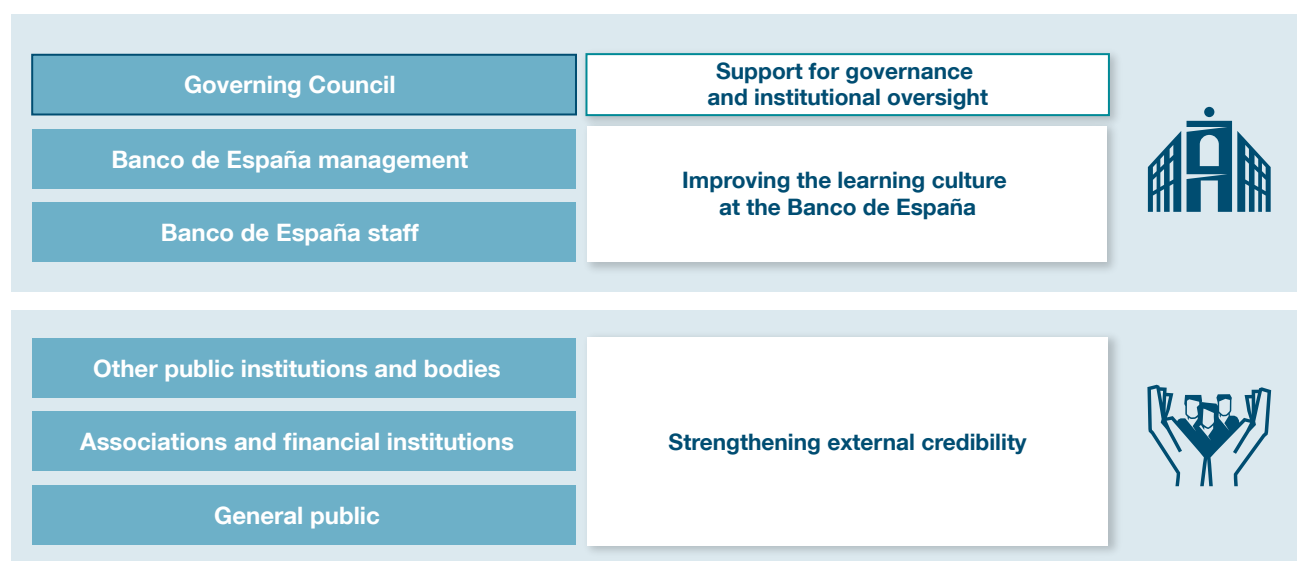 Governing Council
Support for governance
and institutional oversight
Banco de España management
Banco de España staff
Improving the learning culture
at the Banco de España
Other public institutions and bodies
Associations and financial institutions
General public
Strengthening external credibility